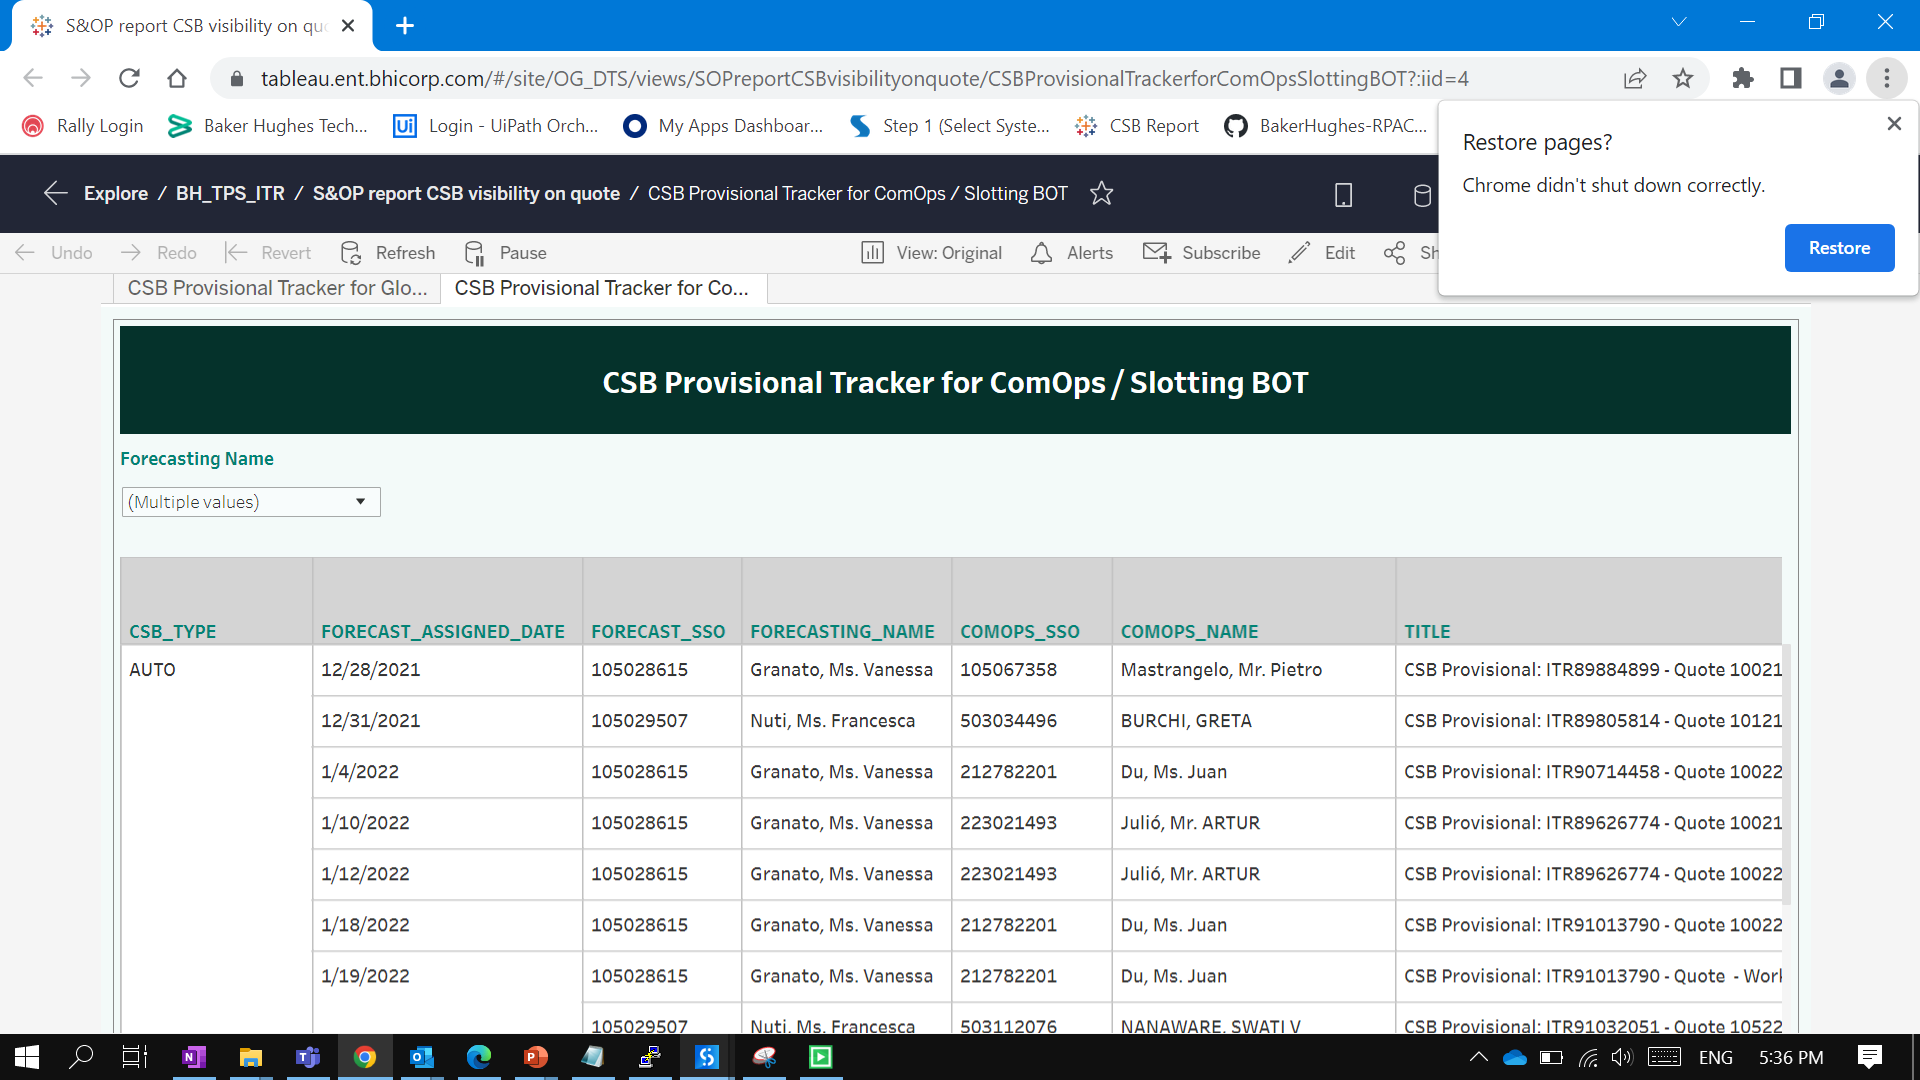 S&OP report CSB visibility on qu
tableau.ent.bhicorp.com/#/site/OG_DTS/views/SOPreportCSBvisibilityonquote/CSBProvisionalTrackerforComOpsSlottingBOT?:iid=4
Rally Login Baker Hughes Tech... Ui Login - UiPath Orch... My Apps Dashboar... Step 1 (Select Syste... CSB Report BakerHughes-RPAC...
Restore pages?
Chrome didn't shut down correctly.
Restore
Explore / BH_TPS_ITR / S&OP report CSB visibility on quote / CSB Provisional Tracker for ComOps / Slotting BOT
Undo Redo Revert Refresh Pause View: Original Alerts Subscribe Edit Sh
CSB Provisional Tracker for Glo... CSB Provisional Tracker for Co...
CSB Provisional Tracker for ComOps / Slotting BOT
Forecasting Name
(Multiple values)
CSB_TYPE FORECAST_ASSIGNED_DATE FORECAST_SSO FORECASTING_NAME COMOPS_SSO COMOPS_NAME TITLE
AUTO 12/28/2021 105028615 Granato, Ms. Vanessa 105067358 Mastrangelo, Mr. Pietro CSB Provisional: ITR89884899 - Quote 10021
12/31/2021 105029507 Nuti, Ms. Francesca 503034496 BURCHI, GRETA CSB Provisional: ITR89805814 - Quote 10121
1/4/2022 105028615 Granato, Ms. Vanessa 212782201 Du, Ms. Juan CSB Provisional: ITR90714458 - Quote 10022
1/10/2022 105028615 Granato, Ms. Vanessa 223021493 Julió, Mr. ARTUR CSB Provisional: ITR89626774 - Quote 10021
1/12/2022 105028615 Granato, Ms. Vanessa 223021493 Julió, Mr. ARTUR CSB Provisional: ITR89626774 - Quote 10022
1/18/2022 105028615 Granato, Ms. Vanessa 212782201 Du, Ms. Juan CSB Provisional: ITR91013790 - Quote 10022
1/19/2022 105028615 Granato, Ms. Vanessa 212782201 Du, Ms. Juan CSB Provisional: ITR91013790 - Quote - Work
105029507 Nuti, Ms. Francesca 503112076 NANAWARE, SWATI V CSB Provisional: ITR91032051 - Quote 10522
ENG 5:36 PM